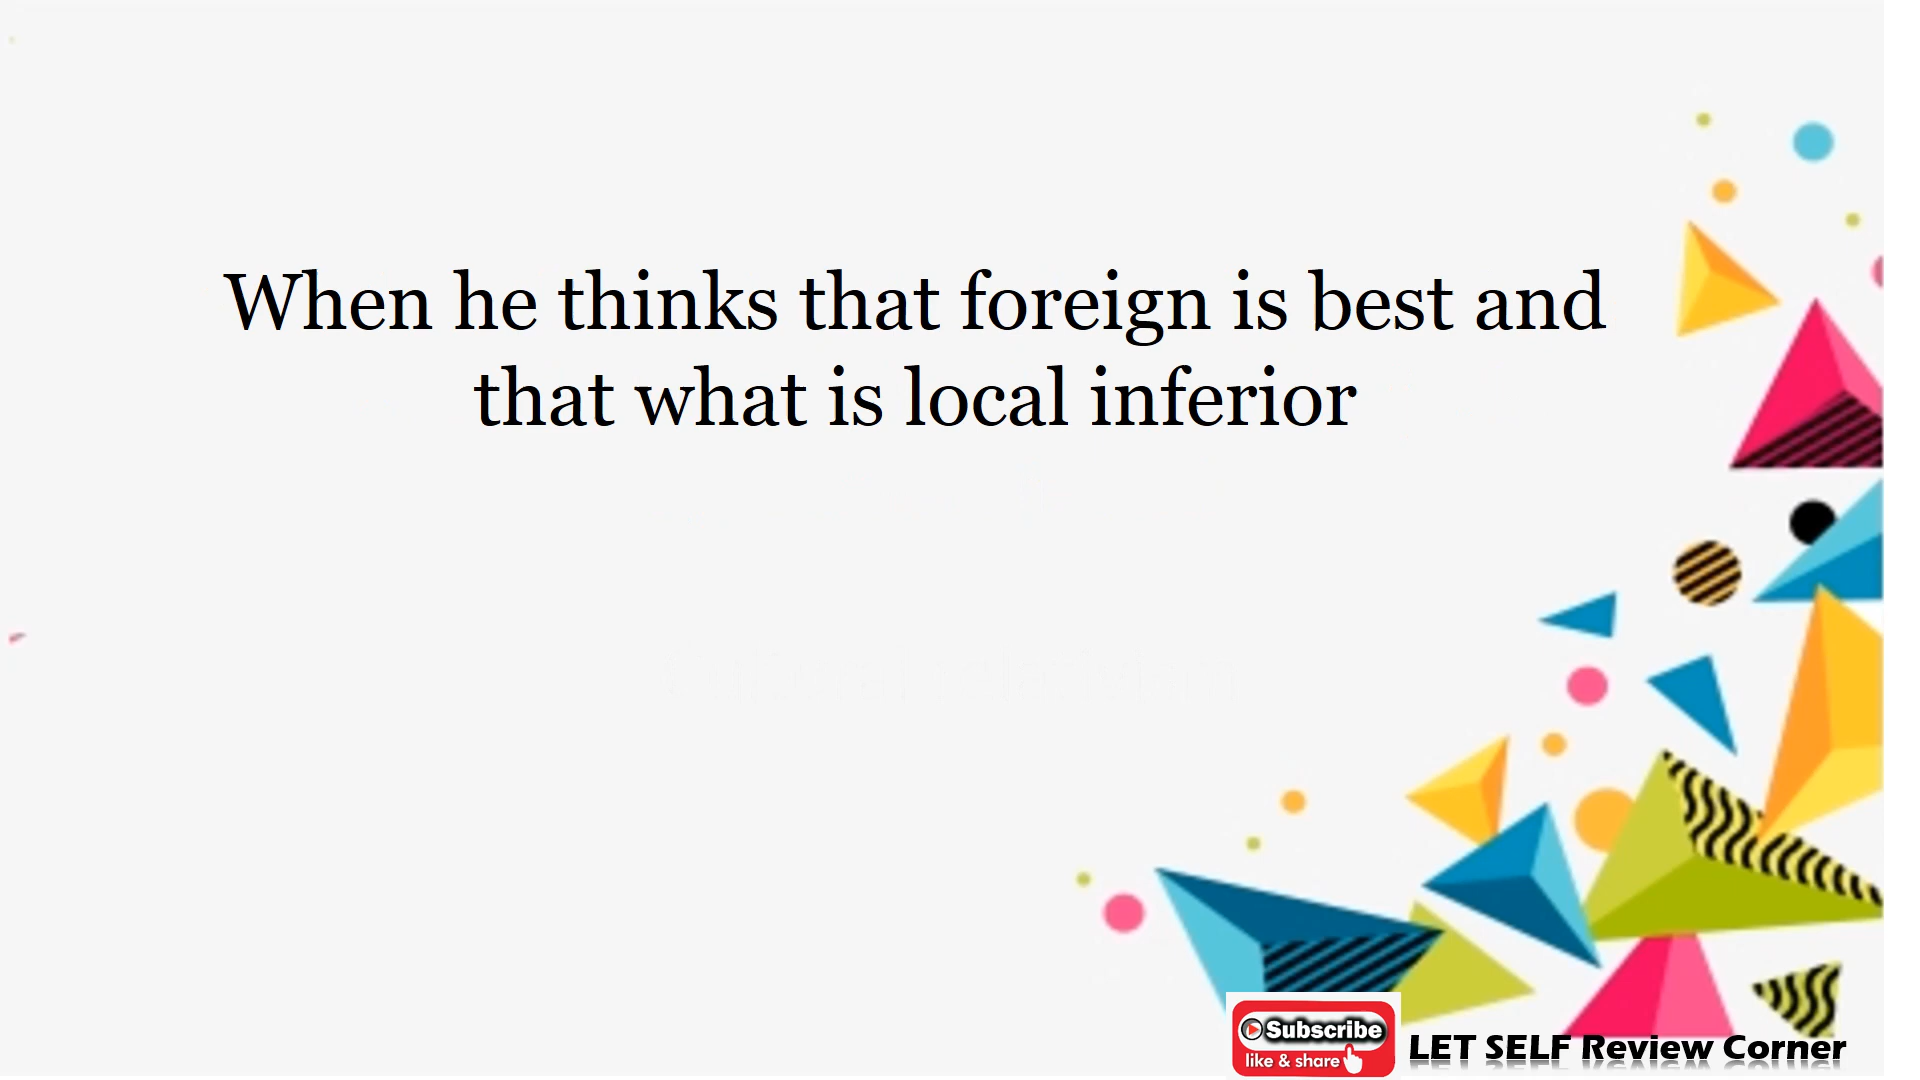 When he thinks that foreign is best and
that what is local inferior
Subscribe
like & share
LET SELF Review Corner